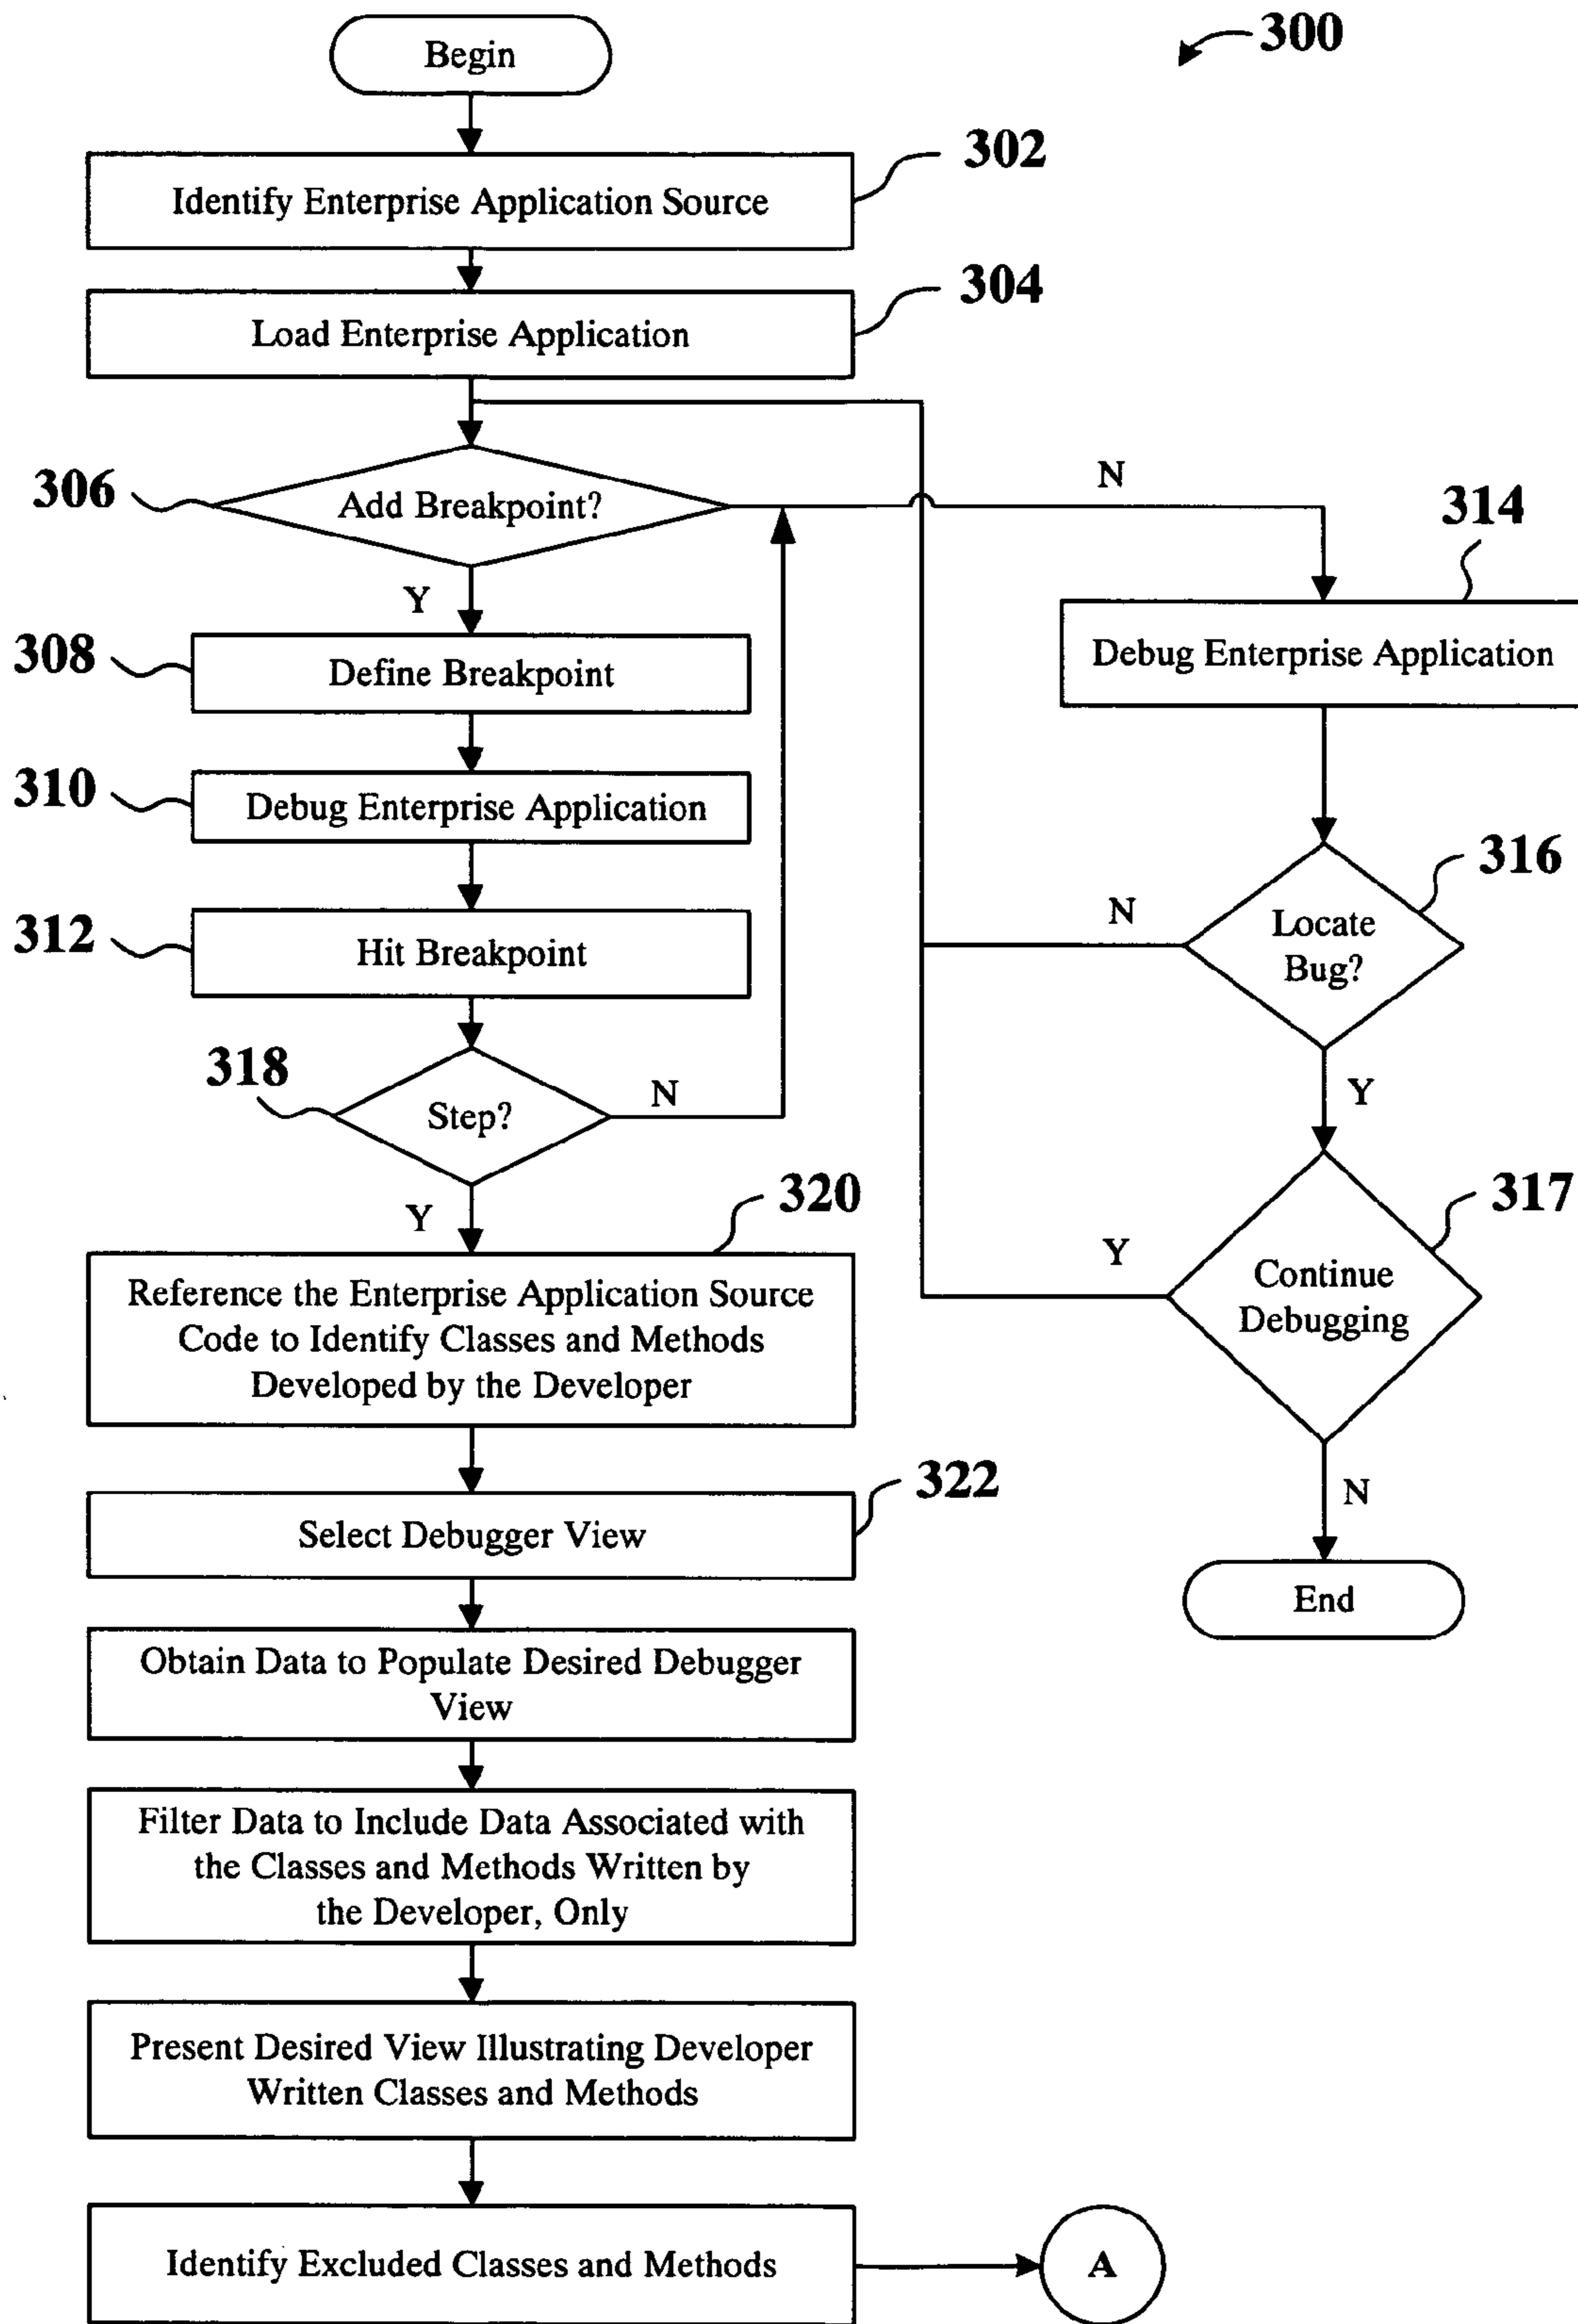 Begin
300
302
Identify Enterprise Application Source
304
Load Enterprise Application
306
Add Breakpoint?
N
314
Y
308
Define Breakpoint
Debug Enterprise Application
310
Debug Enterprise Application
316
312
Hit Breakpoint
N
Locate
Bug?
318
Step?
N
Y
317
Y
320
Y
Continue
Debugging
Reference the Enterprise Application Source
Code to Identify Classes and Methods
Developed by the Developer
322
N
Select Debugger View
End
Obtain Data to Populate Desired Debugger
View
Filter Data to Include Data Associated with
the Classes and Methods Written by
the Developer, Only
Present Desired View Illustrating Developer
Written Classes and Methods
Identify Excluded Classes and Methods
A